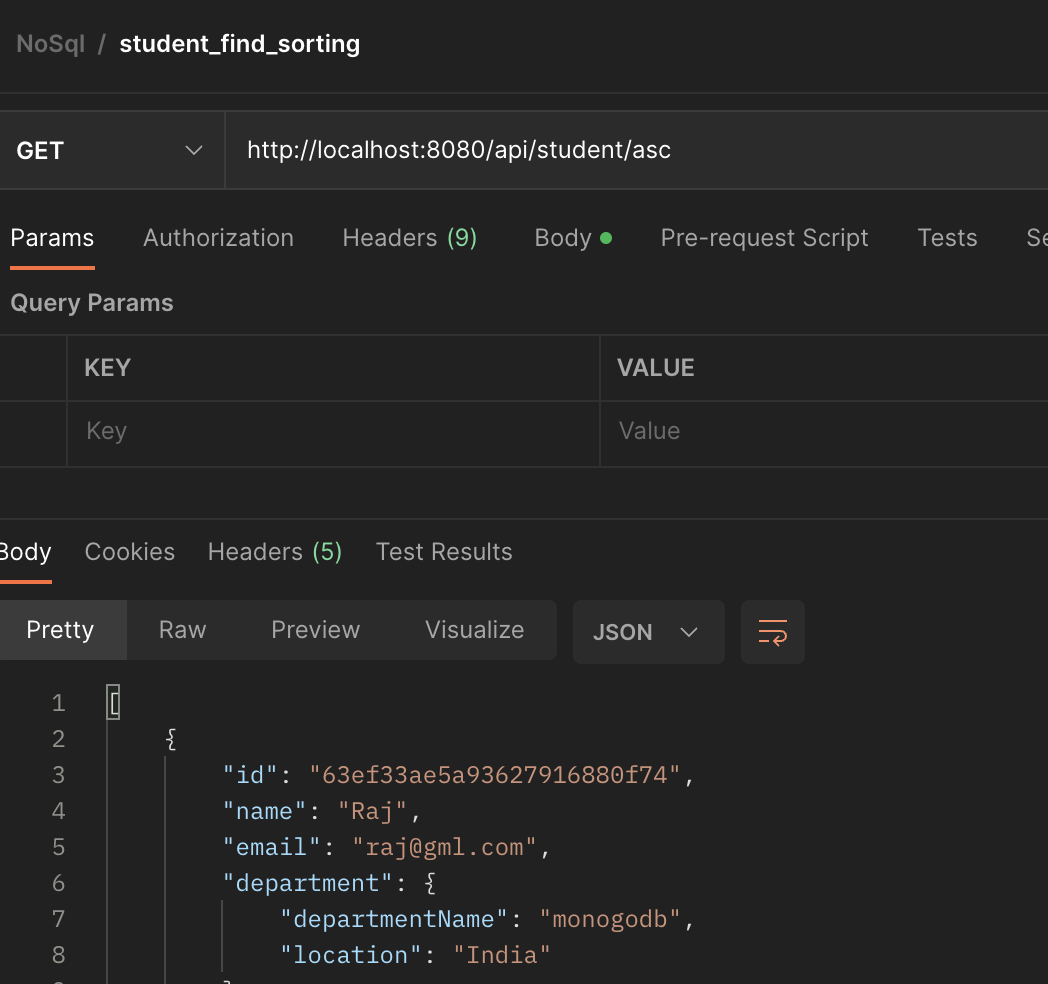 NoSql / student_find_sorting
GET http://localhost:8080/api/student/asc
Params Authorization Headers (9) Body Pre-request Script Tests Se
Query Params
KEY VALUE
Key Value
Body Cookies Headers (5) Test Results
Pretty Raw Preview Visualize JSON
1 [
2 {
3 "id": "63ef33ae5a93627916880f74",
4 "name": "Raj",
5 "email": "raj@gml.com",
6 "department": {
7 "departmentName": "monogodb",
8 "location": "India"